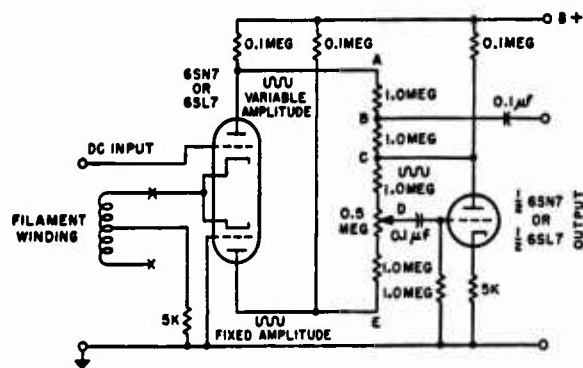 B+
0.1MEG
0.1MEG
0.1MEG
6SN7
OR
6SL7
A
VARIABLE
AMPLITUDE
1.0MEG
B
0.1µF
1.0MEG
DC INPUT
C
1.0MEG
FILAMENT
WINDING
0.5
MEG
D
0.1µF
1/2 6SN7
OR
1/2 6SL7
OUTPUT
1.0MEG
1.0MEG
5K
5K
FIXED AMPLITUDE
E